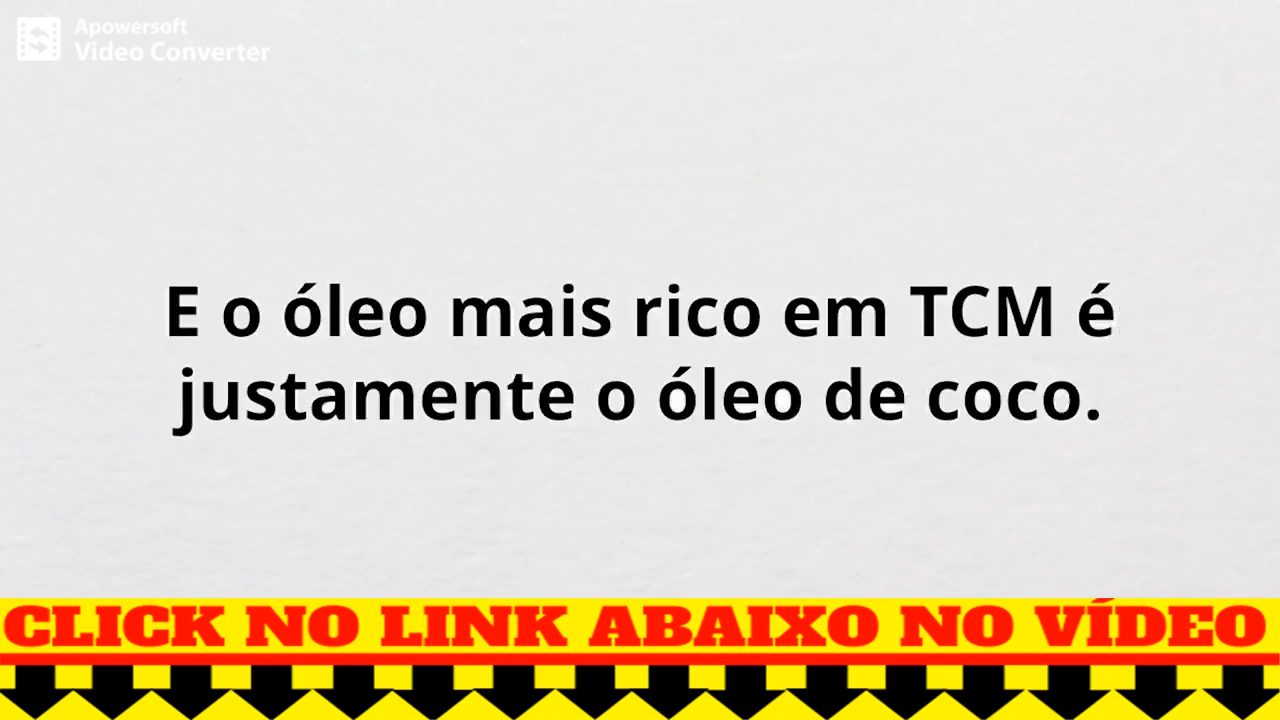 Apowersoft
Video Converter
E o óleo mais rico em TCM é
justamente o óleo de coco.
CLICK NO LINK ABAIXO NO VÍDEO